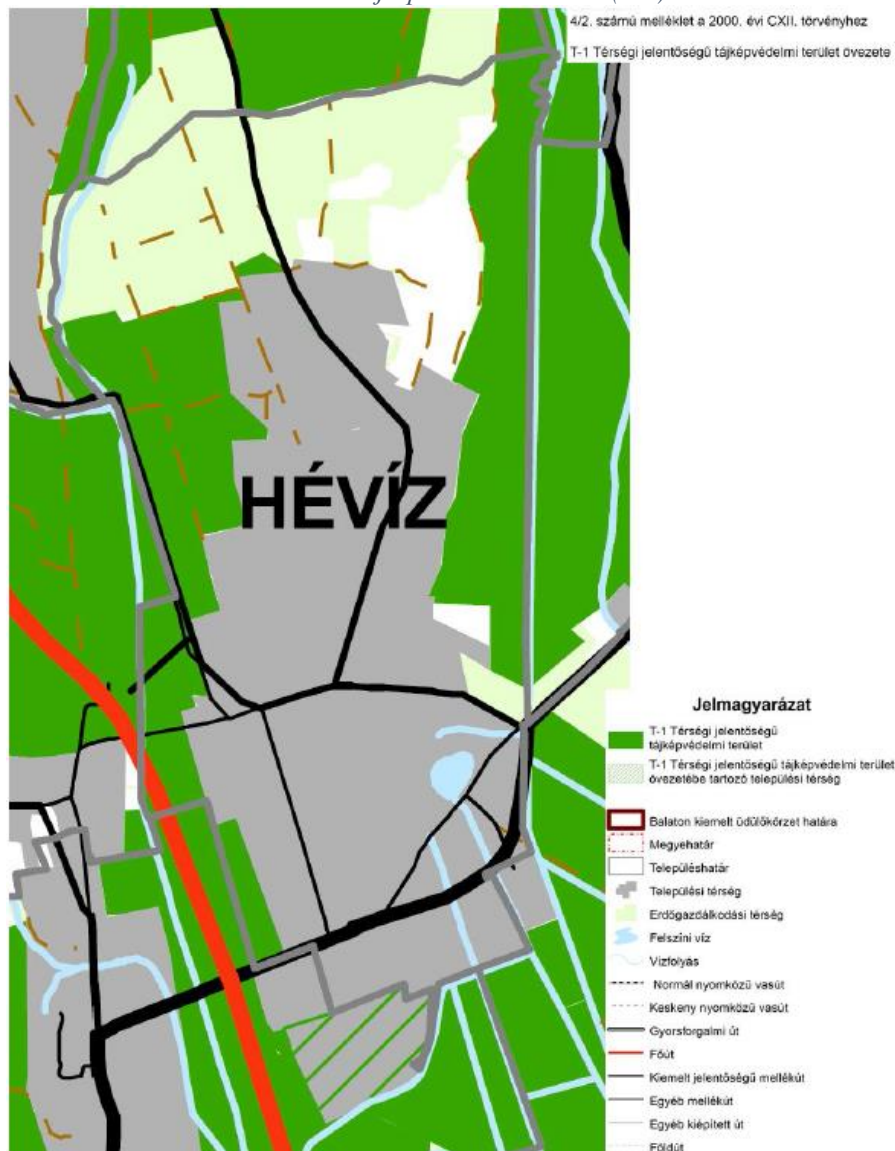 4/2. számú melléklet a 2000. évi CXII. törvényhez
T-1 Térségi jelentőségű tájképvédelmi terület övezete
HÉVÍZ
Jelmagyarázat
T-1 Térségi jelentőségű
tájképvédelmi terület
T-1 Térségi jelentőségű tájképvédelmi terület
övezetébe tartozó települési térség
Balaton kiemelt üdülőkörzet határa
Megyehatár
Településhatár
Települési térség
Erdőgazdálkodási térség
Felszíni víz
Vízfolyás
Normál nyomközű vasút
Keskeny nyomközű vasút
Gyorsforgalmi út
Főút
Kiemelt jelentőségű mellékút
Egyéb mellékút
Egyéb kiépített út
Földút